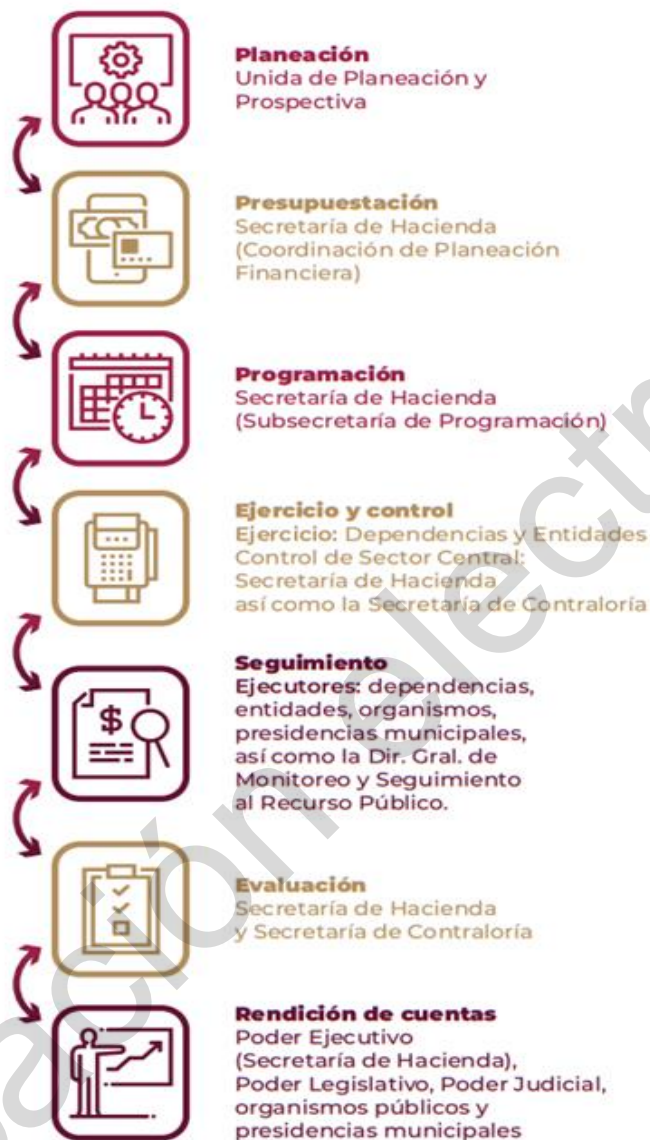 Planeación
Unida de Planeación y
Prospectiva
Presupuestación
Secretaría de Hacienda
(Coordinación de Planeación
Financiera)
Programación
Secretaría de Hacienda
(Subsecretaría de Programación)
Ejercicio y control
Ejercicio: Dependencias y Entidades
Control de Sector Central:
Secretaría de Hacienda
así como la Secretaría de Contraloría
Seguimiento
Ejecutores: dependencias,
entidades, organismos,
presidencias municipales,
así como la Dir. Gral. de
Monitoreo y Seguimiento
al Recurso Público.
Evaluación
Secretaría de Hacienda
y Secretaría de Contraloría
Rendición de cuentas
Poder Ejecutivo
(Secretaría de Hacienda),
Poder Legislativo, Poder Judicial,
organismos públicos y
presidencias municipales